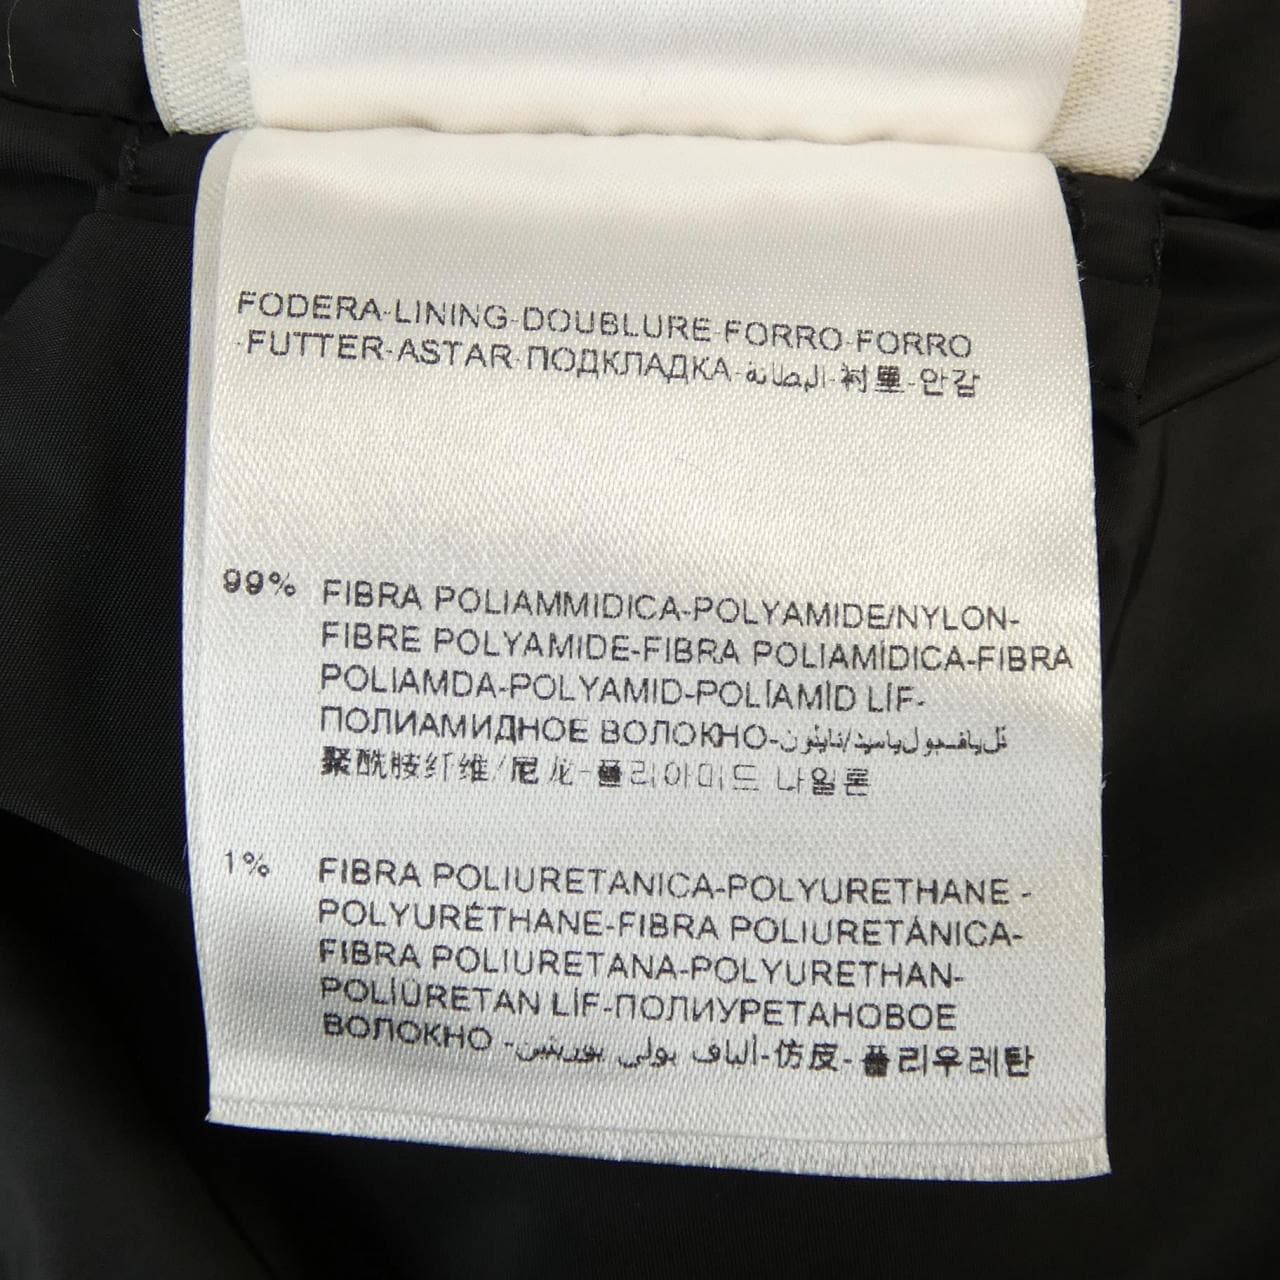 FODERA-LINING-DOUBLURE-FORRO-FORRO
-FUTTER-ASTAR-ПОДКЛАДКА-البطانة-衬里-안감
99% FIBRA POLIAMMIDICA-POLYAMIDE/NYLON-
FIBRE POLYAMIDE-FIBRA POLIAMÍDICA-FIBRA
POLIAMDA-POLYAMID-POLÍAMİD LİF-
ПОЛИАМИДНОЕ ВОЛОКНО-
聚酰胺纤维/尼龙-폴리아미드 나일론
1% FIBRA POLIURETANICA-POLYURETHANE -
POLYURÉTHANE-FIBRA POLIURETÁNICA-
FIBRA POLIURETANA-POLYURETHAN-
POLİÜRETAN LİF-ПОЛИУРЕТАНОВОЕ
ВОЛОКНО -ألياف بولي -仿皮-폴리우레탄